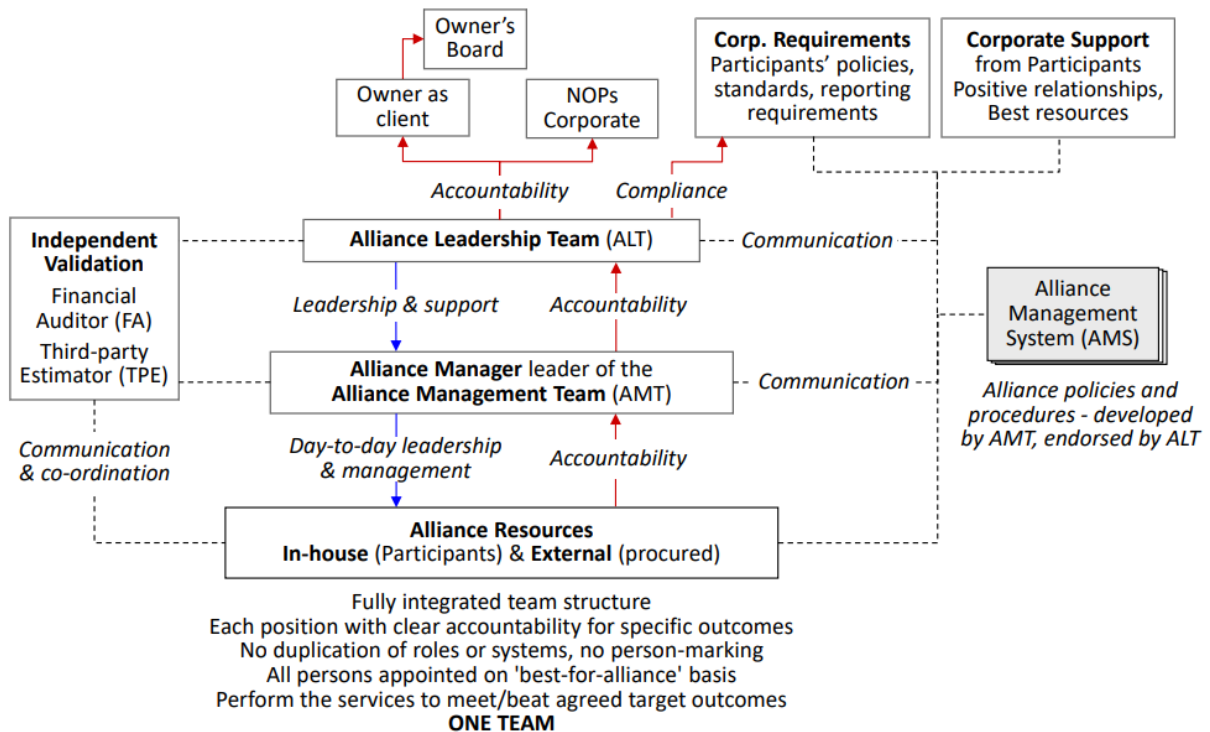 Owner’s
Board
Owner as
client
NOPs
Corporate
Corp. Requirements
Participants’ policies,
standards, reporting
requirements
Corporate Support
from Participants
Positive relationships,
Best resources
Accountability
Compliance
Independent
Validation
Financial
Auditor (FA)
Third-party
Estimator (TPE)
Alliance Leadership Team (ALT)
Communication
Leadership & support
Accountability
Alliance
Management
System (AMS)
Alliance Manager leader of the
Alliance Management Team (AMT)
Communication
Alliance policies and
procedures - developed
by AMT, endorsed by ALT
Communication
& co-ordination
Day-to-day leadership
& management
Accountability
Alliance Resources
In-house (Participants) & External (procured)
Fully integrated team structure
Each position with clear accountability for specific outcomes
No duplication of roles or systems, no person-marking
All persons appointed on 'best-for-alliance' basis
Perform the services to meet/beat agreed target outcomes
ONE TEAM